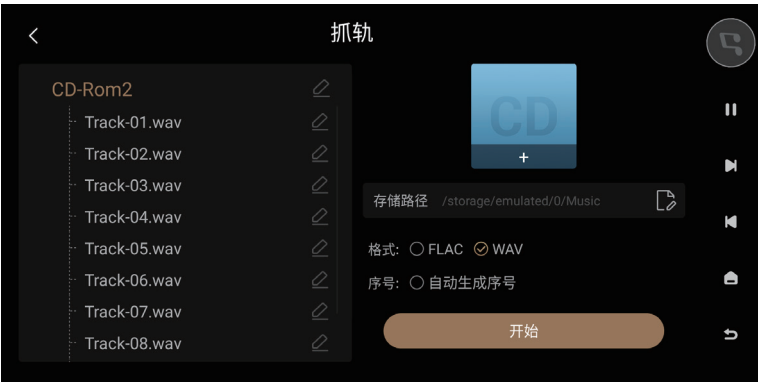 抓轨
CD-Rom2
Track-01.wav
Track-02.wav
Track-03.wav
Track-04.wav
Track-05.wav
Track-06.wav
Track-07.wav
Track-08.wav
CD
+
存储路径 /storage/emulated/0/Music
格式: FLAC WAV
序号: 自动生成序号
开始